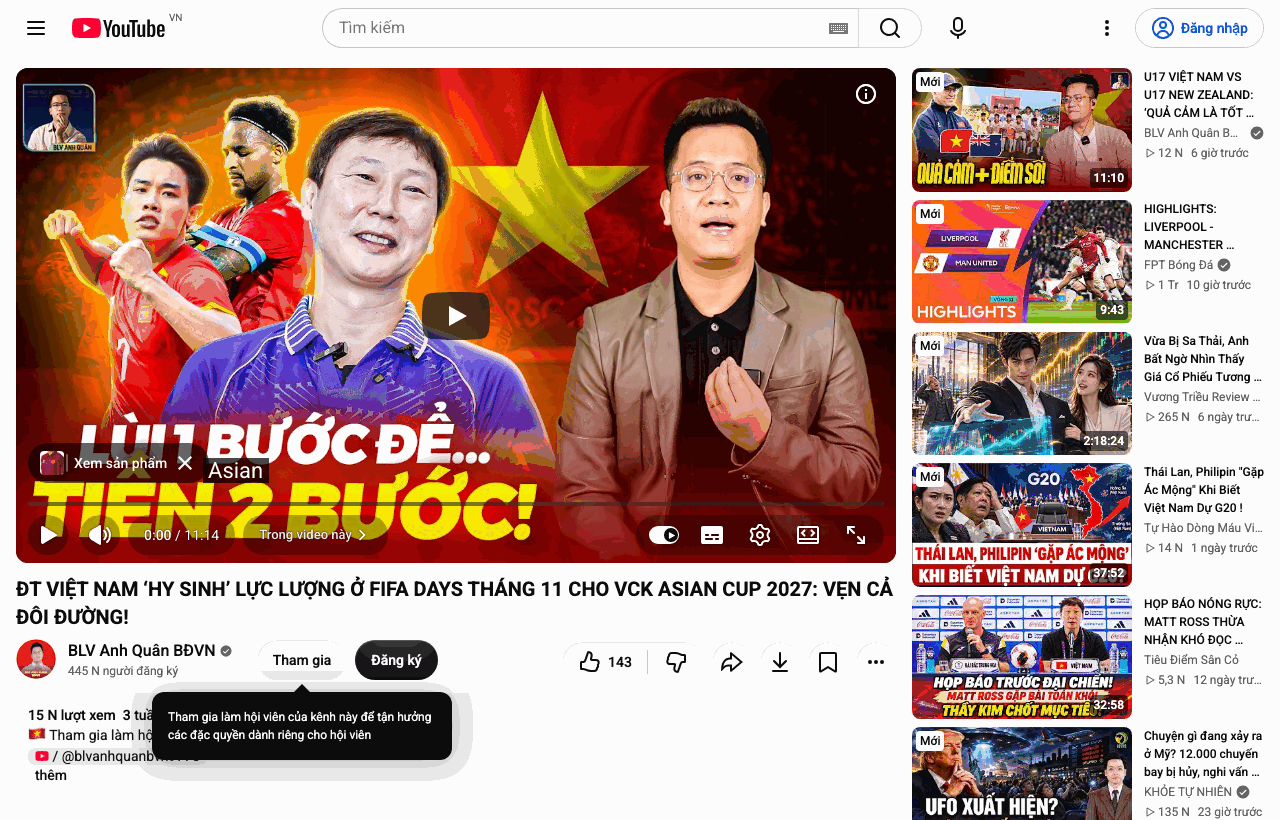 YouTube VN
Tìm kiếm
Đăng nhập
BLV ANH QUÂN
LÙI 1 BƯỚC ĐỂ...
TIẾN 2 BƯỚC!
Xem sản phẩm
Asian
0:00 / 11:14
Trong video này
ĐT VIỆT NAM ‘HY SINH’ LỰC LƯỢNG Ở FIFA DAYS THÁNG 11 CHO VCK ASIAN CUP 2027: VẸN CẢ
ĐÔI ĐƯỜNG!
BLV Anh Quân BĐVN
445 N người đăng ký
Tham gia
Đăng ký
143
15 N lượt xem 3 tuầ
Tham gia làm hộ
/ @blvanhquanb
thêm
Tham gia làm hội viên của kênh này để tận hưởng
các đặc quyền dành riêng cho hội viên
Mới
QUẢ CẢM + ĐIỂM SỐ!
11:10
U17 VIỆT NAM VS
U17 NEW ZEALAND:
‘QUẢ CẢM LÀ TỐT ...
BLV Anh Quân B...
12 N 6 giờ trước
Mới
LIVERPOOL
MAN UNITED
HIGHLIGHTS
9:43
HIGHLIGHTS:
LIVERPOOL -
MANCHESTER ...
FPT Bóng Đá
1 Tr 10 giờ trước
Mới
2:18:24
Vừa Bị Sa Thải, Anh
Bất Ngờ Nhìn Thấy
Giá Cổ Phiếu Tương ...
Vương Triều Review ...
265 N 6 ngày trư...
Mới
G20
VIETNAM
THÁI LAN, PHILIPIN ‘GẶP ÁC MỘNG’
KHI BIẾT VIỆT NAM DỰ G20?
37:52
Thái Lan, Philipin "Gặp
Ác Mộng" Khi Biết
Việt Nam Dự G20 !
Tự Hào Dòng Máu Vi...
14 N 1 ngày trước
VIỆT NAM
HỌP BÁO TRƯỚC ĐẠI CHIẾN!
MATT ROSS GẶP BÀI TOÁN KHÓ!
THẦY KIM CHỐT MỤC TIÊ
32:58
HỌP BÁO NÓNG RỰC:
MATT ROSS THỪA
NHẬN KHÓ ĐỌC ...
Tiêu Điểm Sân Cỏ
5,3 N 12 ngày trư...
Mới
UFO XUẤT HIỆN?
Chuyện gì đang xảy ra
ở Mỹ? 12.000 chuyến
bay bị hủy, nghi vấn ...
KHỎE TỰ NHIÊN
135 N 23 giờ trước